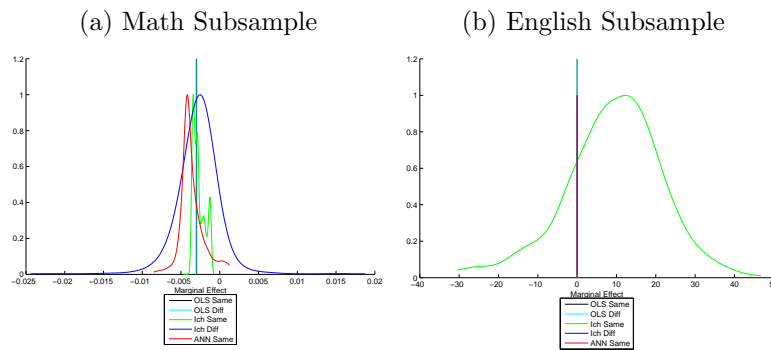 (a) Math Subsample
(b) English Subsample
1.2
1
0.8
0.6
0.4
0.2
0
-0.025 -0.02 -0.015 -0.01 -0.005 0 0.005 0.01 0.015 0.02
Marginal Effect
OLS Same
OLS Diff
Ich Same
Ich Diff
ANN Same
1.2
1
0.8
0.6
0.4
0.2
0
-40 -30 -20 -10 0 10 20 30 40
Marginal Effect
OLS Same
OLS Diff
Ich Same
Ich Diff
ANN Same